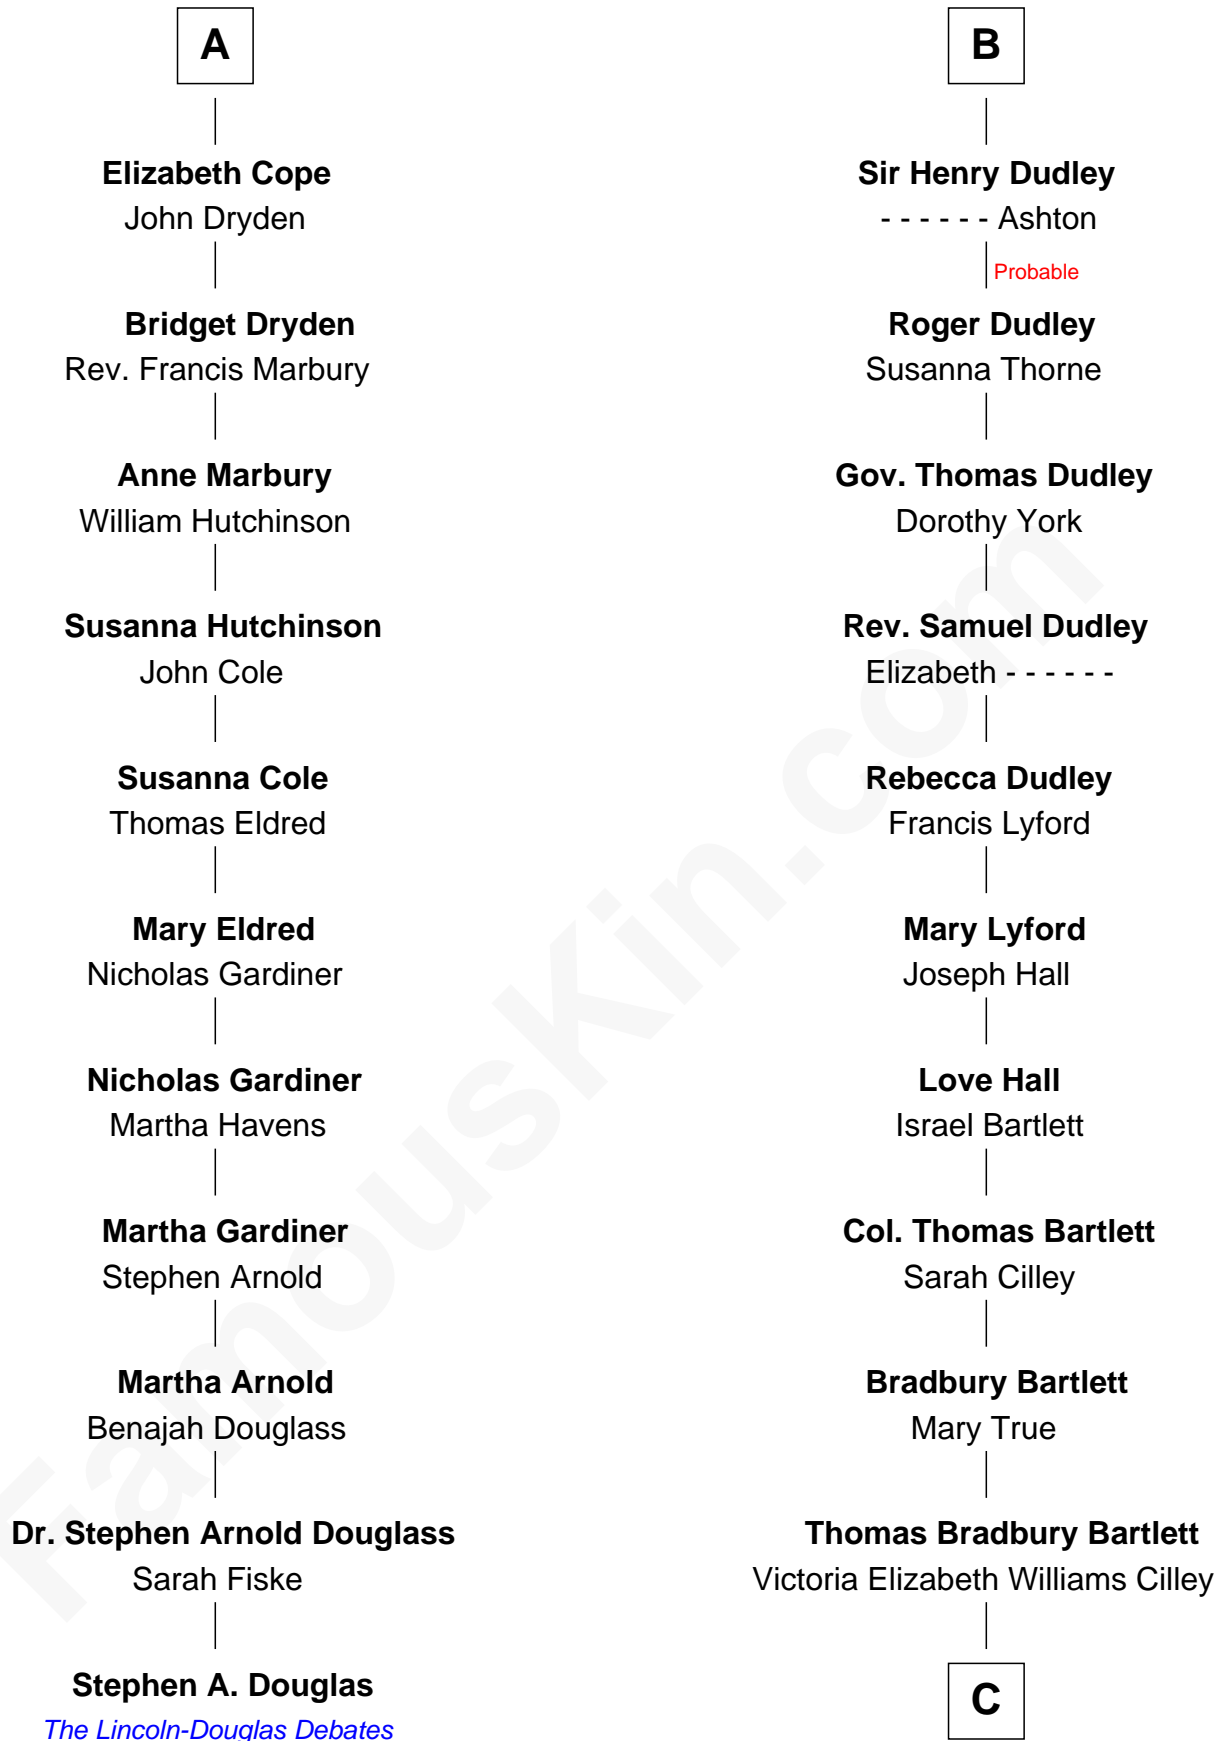 A
Elizabeth Cope
John Dryden
Bridget Dryden
Rev. Francis Marbury
Anne Marbury
William Hutchinson
Susanna Hutchinson
John Cole
Susanna Cole
Thomas Eldred
Mary Eldred
Nicholas Gardiner
Nicholas Gardiner
Martha Havens
Martha Gardiner
Stephen Arnold
Martha Arnold
Benajah Douglass
Dr. Stephen Arnold Douglass
Sarah Fiske
Stephen A. Douglas
The Lincoln-Douglas Debates
B
Sir Henry Dudley
- - - - - - Ashton
Probable
Roger Dudley
Susanna Thorne
Gov. Thomas Dudley
Dorothy York
Rev. Samuel Dudley
Elizabeth - - - - - -
Rebecca Dudley
Francis Lyford
Mary Lyford
Joseph Hall
Love Hall
Israel Bartlett
Col. Thomas Bartlett
Sarah Cilley
Bradbury Bartlett
Mary True
Thomas Bradbury Bartlett
Victoria Elizabeth Williams Cilley
C
FamousKin.com